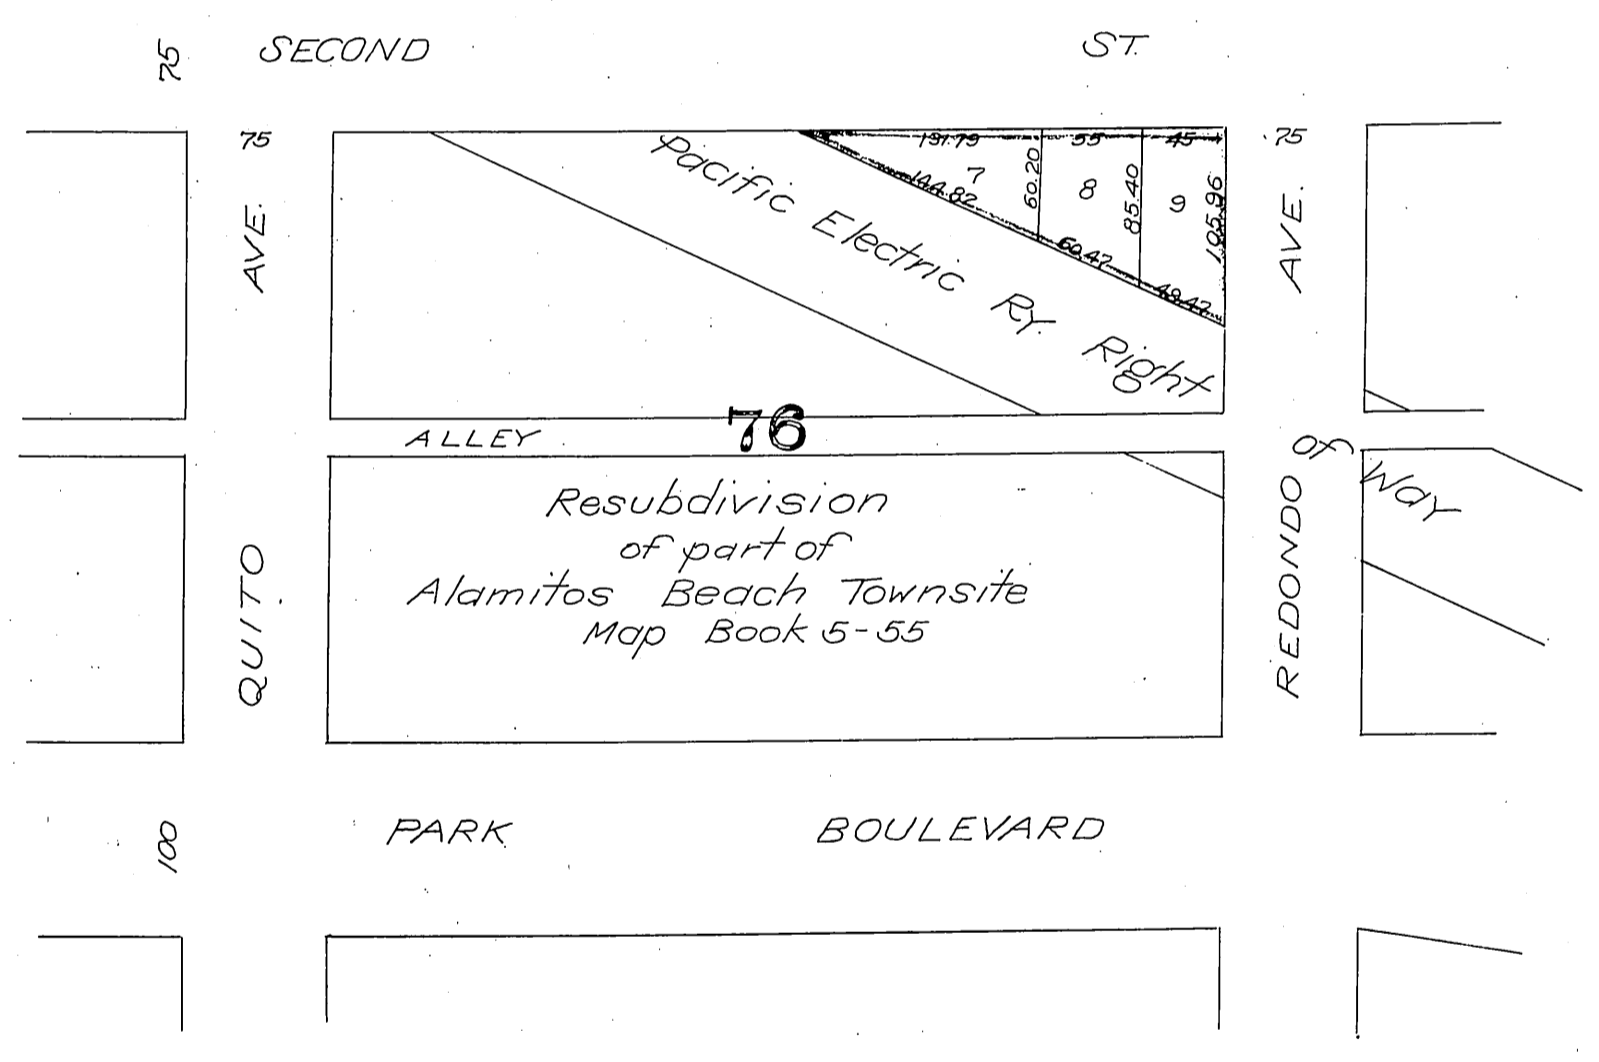 75 SECOND ST.
75 75
131.79 55 45
7 8 9
144.82 60.20 85.40 105.96
60.47 48.47
AVE. AVE.
Pacific Electric Ry. Right
of Way
76
ALLEY
Resubdivision
of part of
Alamitos Beach Townsite
Map Book 5-55
QUITO REDONDO
100 PARK BOULEVARD